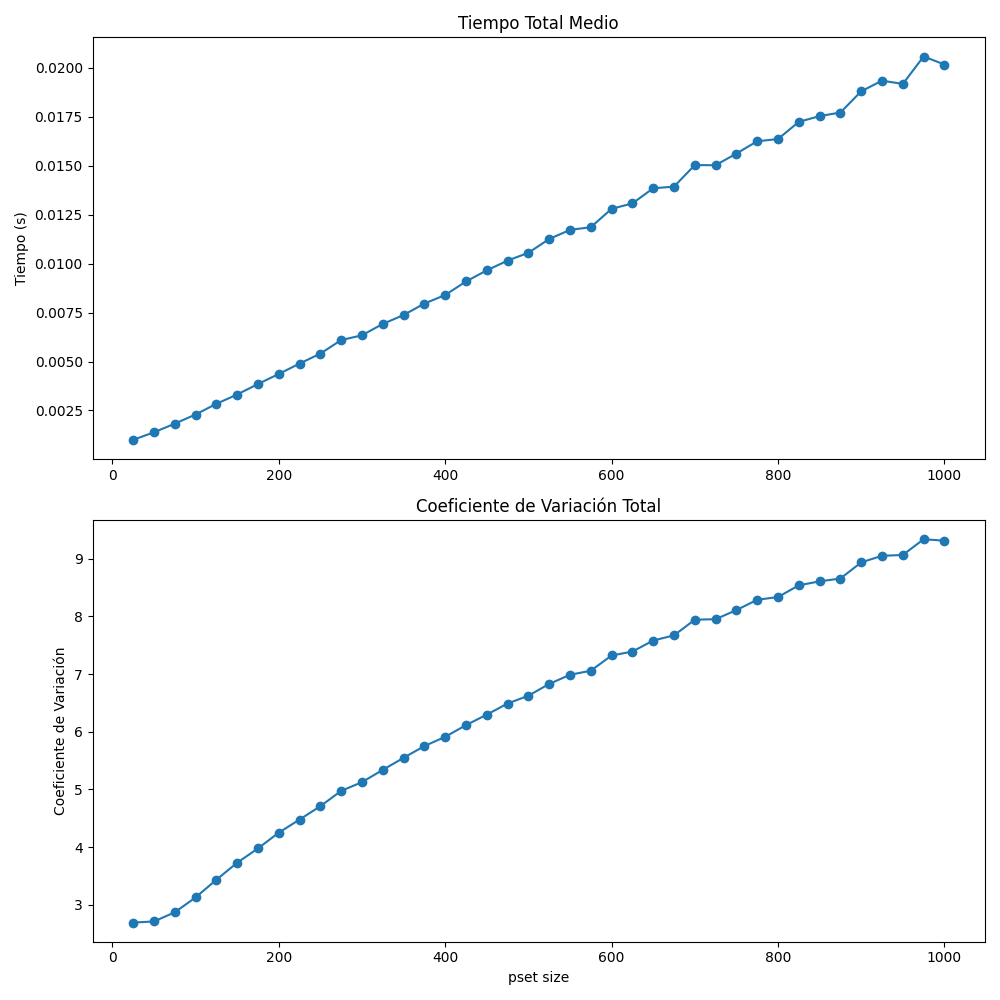 Tiempo Total Medio
0.0200
0.0175
0.0150
0.0125
0.0100
0.0075
0.0050
0.0025
Tiempo (s)
0 200 400 600 800 1000
Coeficiente de Variación Total
9
8
7
6
5
4
3
Coeficiente de Variación
0 200 400 600 800 1000
pset size